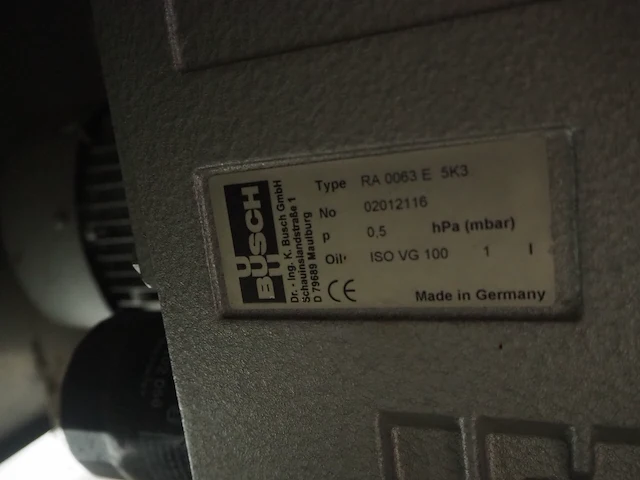 BUSCH
Dr. - Ing. K. Busch GmbH
Schauinslandstraße 1
D 79689 Maulburg
CE
Type RA 0063 E 5K3
No 02012116
p 0,5 hPa (mbar)
Oil. ISO VG 100 1 l
Made in Germany